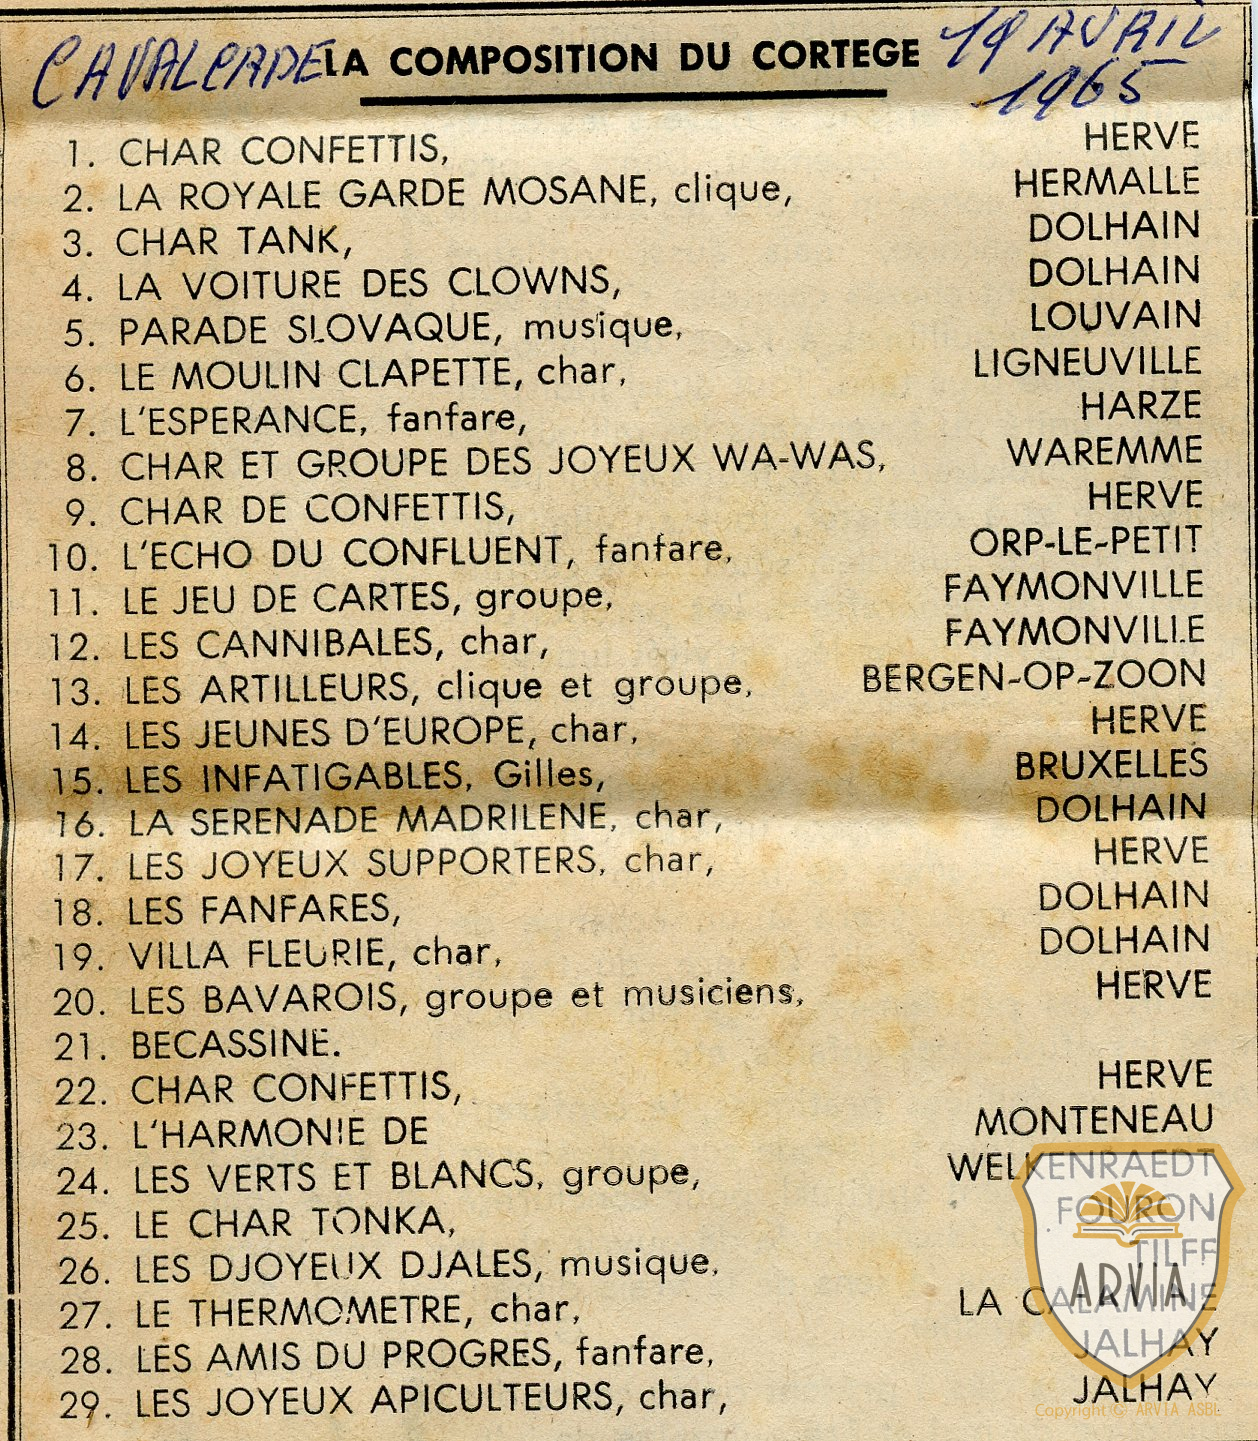 CAVALCADE LA COMPOSITION DU CORTEGE 19 AVRIL
1965
1. CHAR CONFETTIS, HERVE
2. LA ROYALE GARDE MOSANE, clique, HERMALLE
3. CHAR TANK, DOLHAIN
4. LA VOITURE DES CLOWNS, DOLHAIN
5. PARADE SLOVAQUE, musique, LOUVAIN
6. LE MOULIN CLAPETTE, char, LIGNEUVILLE
7. L'ESPERANCE, fanfare, HARZE
8. CHAR ET GROUPE DES JOYEUX WA-WAS, WAREMME
9. CHAR DE CONFETTIS, HERVE
10. L'ECHO DU CONFLUENT, fanfare, ORP-LE-PETIT
11. LE JEU DE CARTES, groupe, FAYMONVILLE
12. LES CANNIBALES, char, FAYMONVILLE
13. LES ARTILLEURS, clique et groupe, BERGEN-OP-ZOON
14. LES JEUNES D'EUROPE, char, HERVE
15. LES INFATIGABLES, Gilles, BRUXELLES
16. LA SERENADE MADRILENE, char, DOLHAIN
17. LES JOYEUX SUPPORTERS, char, HERVE
18. LES FANFARES, DOLHAIN
19. VILLA FLEURIE, char, DOLHAIN
20. LES BAVAROIS, groupe et musiciens, HERVE
21. BECASSINE.
22. CHAR CONFETTIS, HERVE
23. L'HARMONIE DE MONTENEAU
24. LES VERTS ET BLANCS, groupe, WELKENRAEDT
25. LE CHAR TONKA, FOURON
26. LES DJOYEUX DJALES, musique, TILFF
27. LE THERMOMETRE, char, LA CALAMINE
28. LES AMIS DU PROGRES, fanfare, JALHAY
29. LES JOYEUX APICULTEURS, char, JALHAY
ARVIA
Copyright © ARVIA ASBL